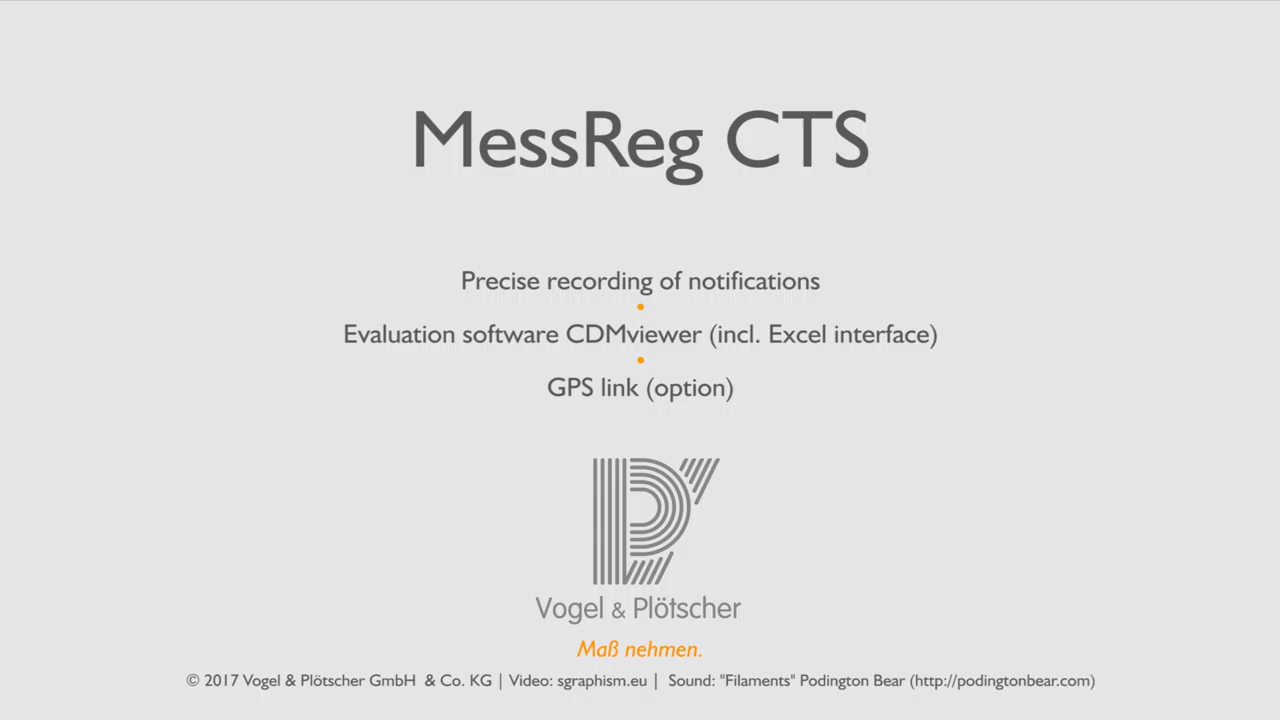 MessReg CTS
Precise recording of notifications
Evaluation software CDMviewer (incl. Excel interface)
GPS link (option)
Vogel & Plötscher
Maß nehmen.
© 2017 Vogel & Plötscher GmbH & Co. KG | Video: sgraphism.eu | Sound: "Filaments" Podington Bear (http://podingtonbear.com)